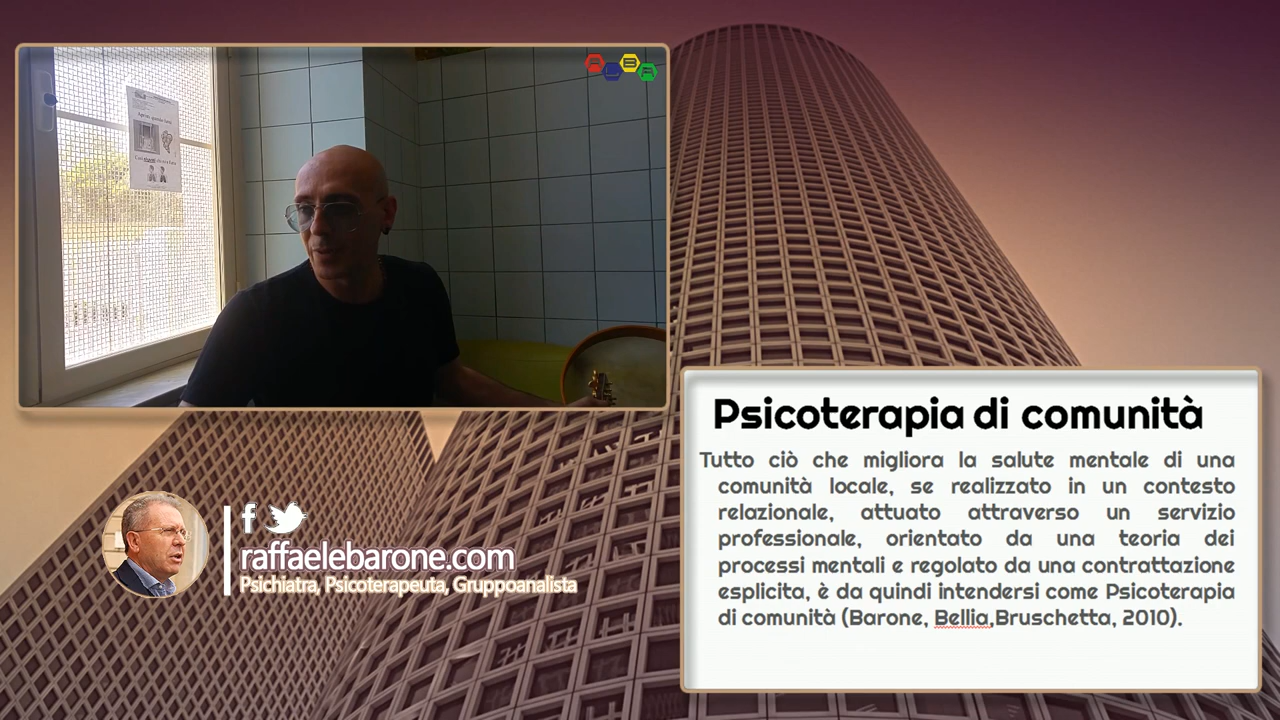 A L B A
Psicoterapia di comunità
Tutto ciò che migliora la salute mentale di una
comunità locale, se realizzato in un contesto
relazionale, attuato attraverso un servizio
professionale, orientato da una teoria dei
processi mentali e regolato da una contrattazione
esplicita, è da quindi intendersi come Psicoterapia
di comunità (Barone, Bellia,Bruschetta, 2010).
raffaelebarone.com
Psichiatra, Psicoterapeuta, Gruppoanalista